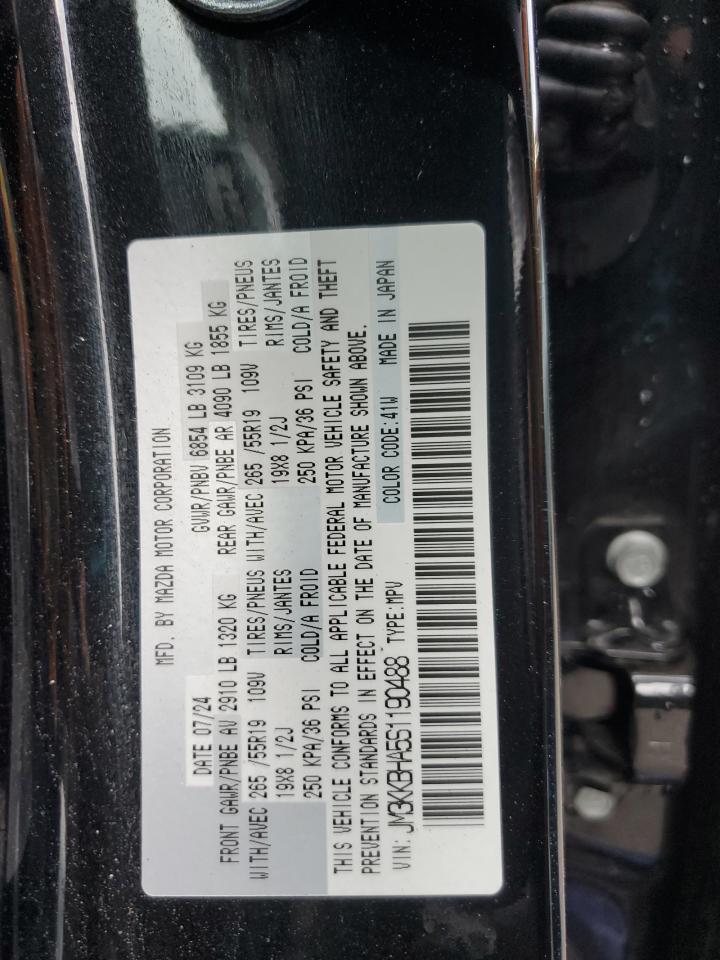 MFD. BY MAZDA MOTOR CORPORATION
DATE 07/24 GVWR/PNBV 6854 LB 3109 KG
FRONT GAWR/PNBE AV 2910 LB 1320 KG REAR GAWR/PNBE AR 4090 LB 1855 KG
WITH/AVEC 265 /55R19 109V TIRES/PNEUS WITH/AVEC 265 /55R19 109V TIRES/PNEUS
19X8 1/2J RIMS/JANTES 19X8 1/2J RIMS/JANTES
250 KPA/36 PSI COLD/A FROID 250 KPA/36 PSI COLD/A FROID
THIS VEHICLE CONFORMS TO ALL APPLICABLE FEDERAL MOTOR VEHICLE SAFETY AND THEFT
PREVENTION STANDARDS IN EFFECT ON THE DATE OF MANUFACTURE SHOWN ABOVE.
VIN: JM3KKBHA5S1190488 TYPE:MPV COLOR CODE:41W MADE IN JAPAN